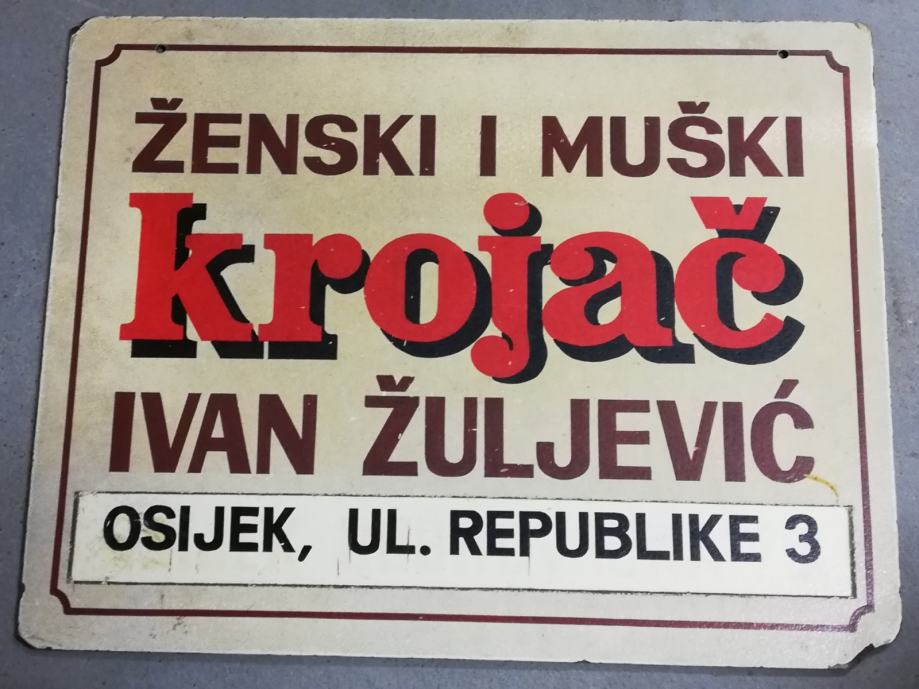 ŽENSKI I MUŠKI
krojač
IVAN ŽULJEVIĆ
OSIJEK, UL. REPUBLIKE 3